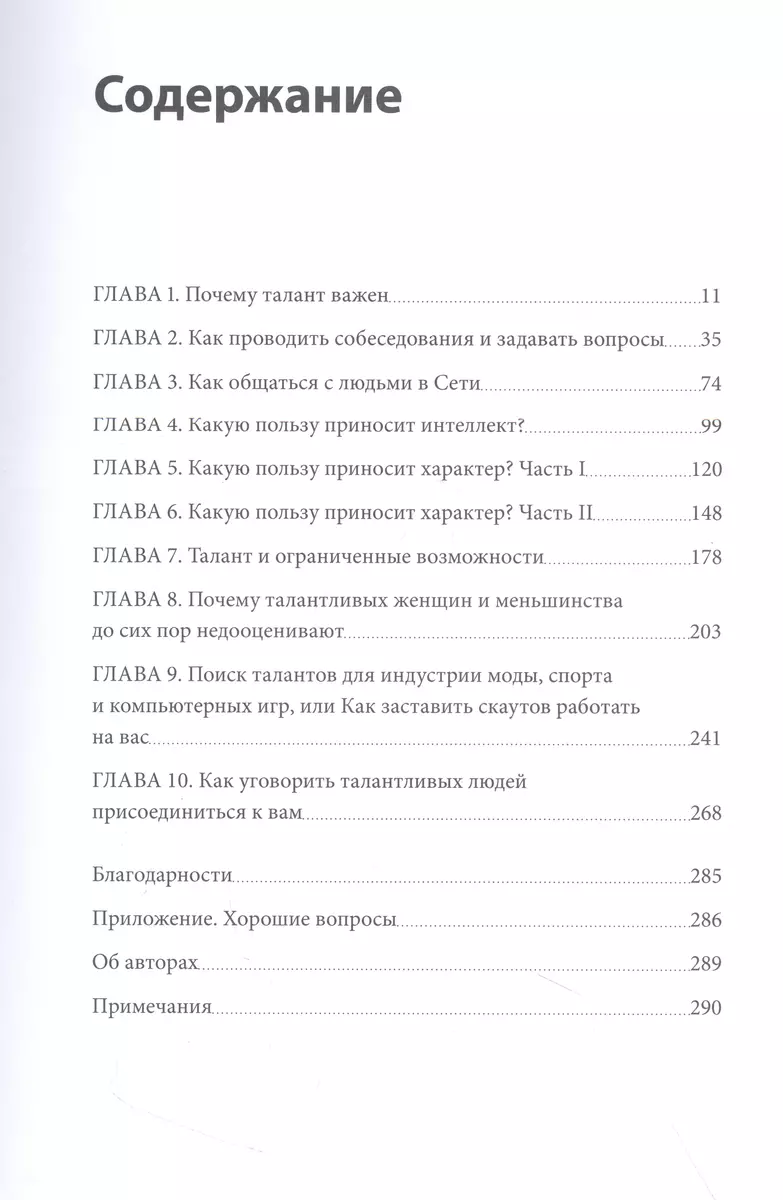 Содержание
ГЛАВА 1. Почему талант важен 11
ГЛАВА 2. Как проводить собеседования и задавать вопросы 35
ГЛАВА 3. Как общаться с людьми в Сети 74
ГЛАВА 4. Какую пользу приносит интеллект? 99
ГЛАВА 5. Какую пользу приносит характер? Часть I 120
ГЛАВА 6. Какую пользу приносит характер? Часть II 148
ГЛАВА 7. Талант и ограниченные возможности 178
ГЛАВА 8. Почему талантливых женщин и меньшинства
до сих пор недооценивают 203
ГЛАВА 9. Поиск талантов для индустрии моды, спорта
и компьютерных игр, или Как заставить скаутов работать
на вас 241
ГЛАВА 10. Как уговорить талантливых людей
присоединиться к вам 268
Благодарности 285
Приложение. Хорошие вопросы 286
Об авторах 289
Примечания 290